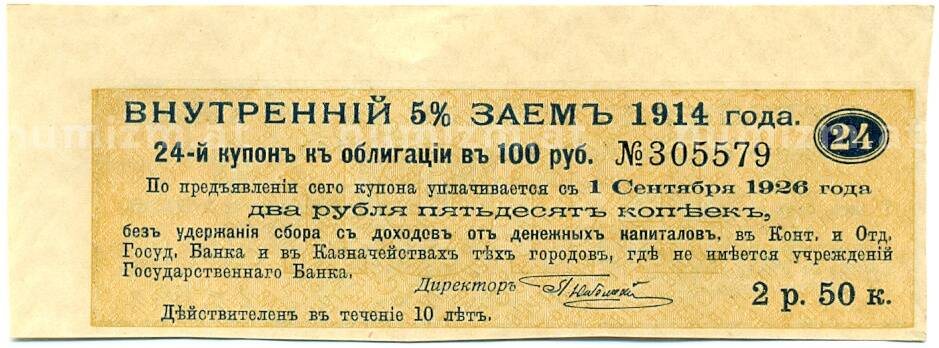 ВНУТРЕННІЙ 5% ЗАЕМЪ 1914 года.
24
24-й купонъ къ облигаціи въ 100 руб. № 305579
По предъявленіи сего купона уплачивается съ 1 Сентября 1926 года
два рубля пятьдесятъ копѣекъ,
безъ удержанія сбора съ доходовъ отъ денежныхъ капиталовъ, въ Конт. и Отд.
Госуд. Банка и въ Казначействахъ тѣхъ городовъ, гдѣ не имѣется учрежденій
Государственнаго Банка.
Директоръ
2 р. 50 к.
Дѣйствителенъ въ теченіе 10 лѣтъ.